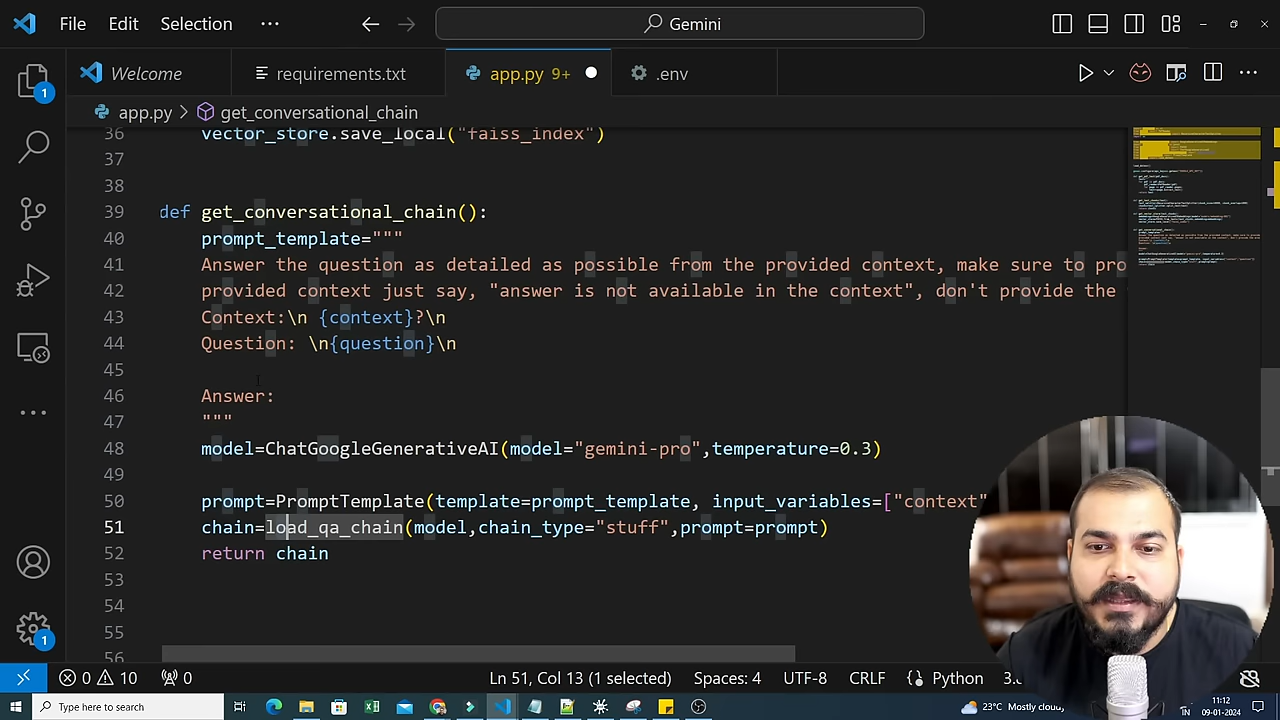 File Edit Selection ··· Gemini
Welcome requirements.txt app.py 9+ .env
app.py > get_conversational_chain
36 vector_store.save_local("faiss_index")
37
38
39 def get_conversational_chain():
40 prompt_template="""
41 Answer the question as detailed as possible from the provided context, make sure to pro
42 provided context just say, "answer is not available in the context", don't provide the
43 Context:\n {context}?\n
44 Question: \n{question}\n
45
46 Answer:
47 """
48 model=ChatGoogleGenerativeAI(model="gemini-pro",temperature=0.3)
49
50 prompt=PromptTemplate(template=prompt_template, input_variables=["context"
51 chain=load_qa_chain(model,chain_type="stuff",prompt=prompt)
52 return chain
53
54
55
56
1
1
0 10 0 Ln 51, Col 13 (1 selected) Spaces: 4 UTF-8 CRLF Python
Type here to search 23°C Mostly cloudy IN 11:12
09-01-2024